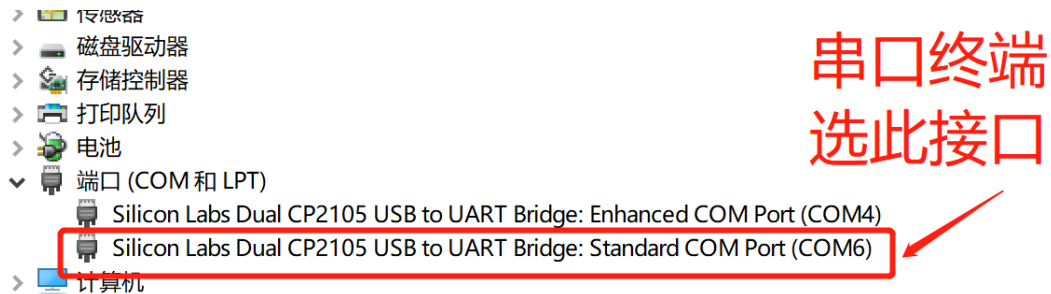 传感器
磁盘驱动器
存储控制器
打印队列
电池
端口 (COM 和 LPT)
Silicon Labs Dual CP2105 USB to UART Bridge: Enhanced COM Port (COM4)
Silicon Labs Dual CP2105 USB to UART Bridge: Standard COM Port (COM6)
计算机
串口终端
选此接口